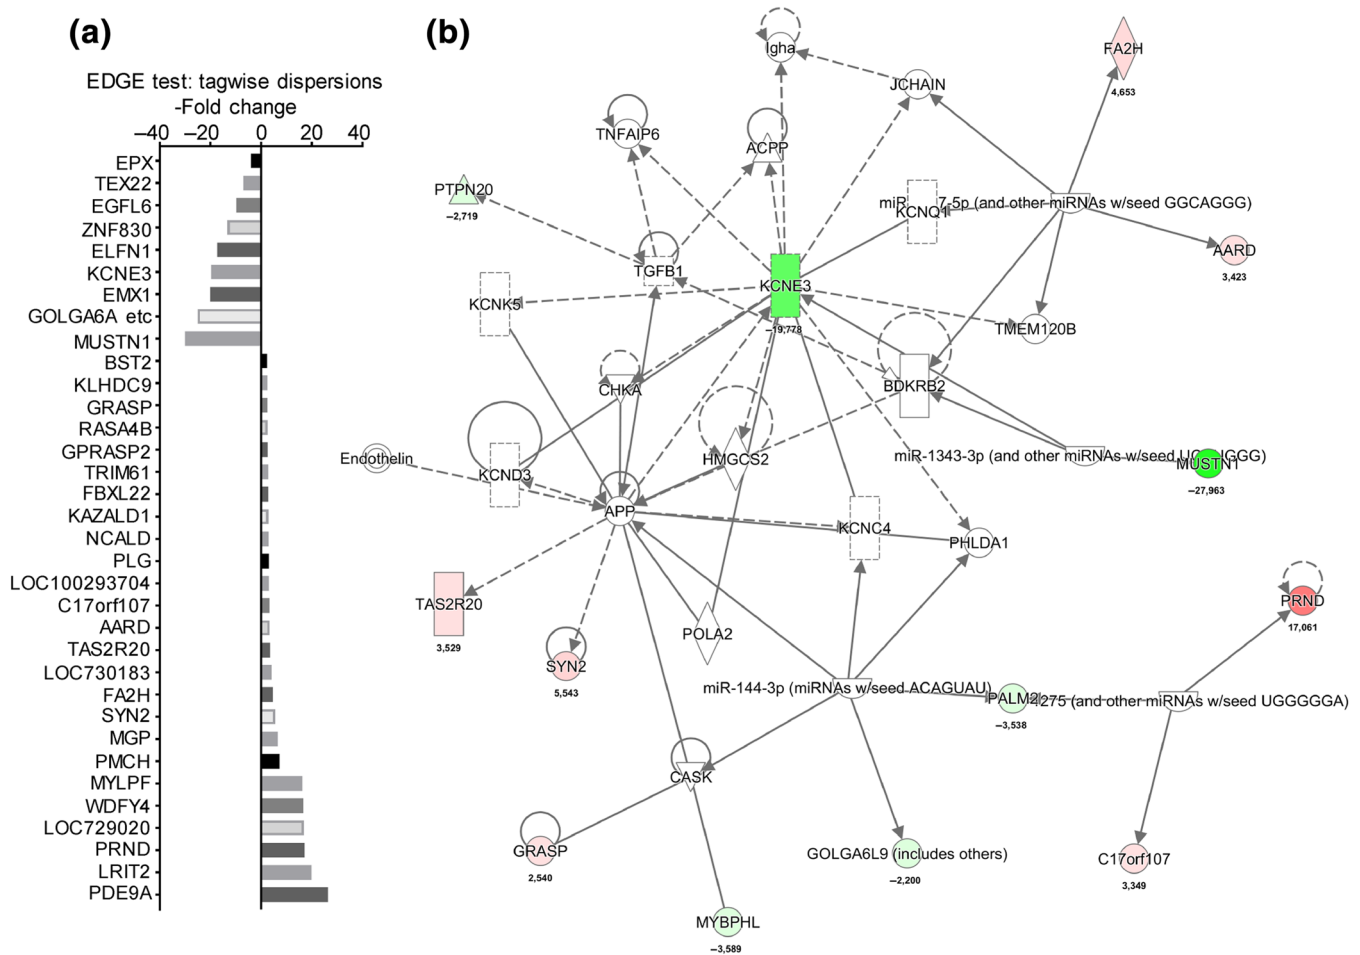 (a)
EDGE test: tagwise dispersions
-Fold change
−40 −20 0 20 40
EPX
TEX22
EGFL6
ZNF830
ELFN1
KCNE3
EMX1
GOLGA6A etc
MUSTN1
BST2
KLHDC9
GRASP
RASA4B
GPRASP2
TRIM61
FBXL22
KAZALD1
NCALD
PLG
LOC100293704
C17orf107
AARD
TAS2R20
LOC730183
FA2H
SYN2
MGP
PMCH
MYLPF
WDFY4
LOC729020
PRND
LRIT2
PDE9A
(b)
Igha
FA2H
4,653
JCHAIN
TNFAIP6
ACPP
PTPN20
−2,719
miR 7-5p (and other miRNAs w/seed GGCAGGG)
KCNQ1
AARD
3,423
TGFB1
KCNE3
−19,778
KCNK5
TMEM120B
CHKA
BDKRB2
Endothelin
KCND3
HMGCS2
miR-1343-3p (and other miRNAs w/seed GGG)
MUSTN1
−27,963
APP
KCNC4
PHLDA1
TAS2R20
3,529
PRND
17,061
POLA2
SYN2
5,543
miR-144-3p (miRNAs w/seed ACAGUAU)
PALM2
−3,538
4275 (and other miRNAs w/seed UGGGGGA)
CASK
GRASP
2,540
GOLGA6L9 (includes others)
−2,200
C17orf107
3,349
MYBPHL
−3,589